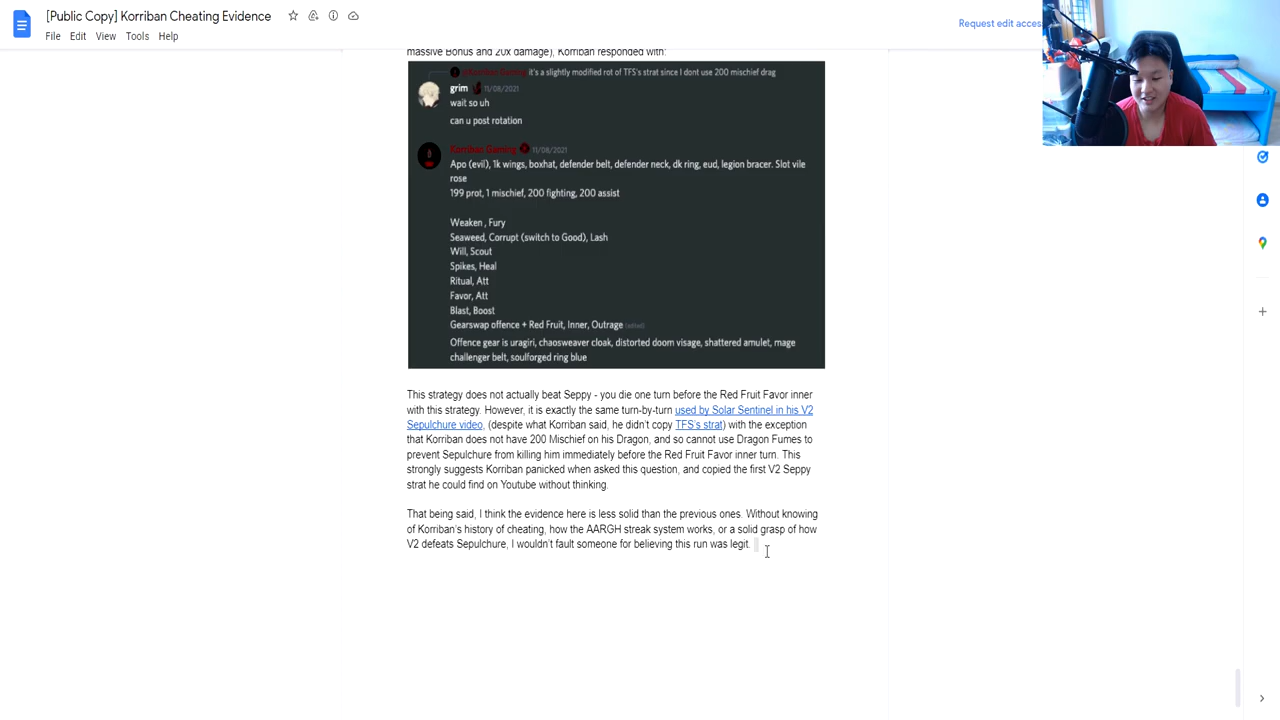 [Public Copy] Korriban Cheating Evidence
Request edit acces
File Edit View Tools Help
massive Bonus and 20x damage), Korriban responded with:
@Korriban Gaming it's a slightly modified rot of TFS's strat since I dont use 200 mischief drag
grim 11/08/2021
wait so uh
can u post rotation
Korriban Gaming 11/08/2021
Apo (evil), 1k wings, boxhat, defender belt, defender neck, dk ring, eud, legion bracer. Slot vile
rose
199 prot, 1 mischief, 200 fighting, 200 assist
Weaken , Fury
Seaweed, Corrupt (switch to Good), Lash
Will, Scout
Spikes, Heal
Ritual, Att
Favor, Att
Blast, Boost
Gearswap offence + Red Fruit, Inner, Outrage (edited)
Offence gear is uragiri, chaosweaver cloak, distorted doom visage, shattered amulet, mage
challenger belt, soulforged ring blue
This strategy does not actually beat Seppy - you die one turn before the Red Fruit Favor inner
with this strategy. However, it is exactly the same turn-by-turn used by Solar Sentinel in his V2
Sepulchure video, (despite what Korriban said, he didn't copy TFS's strat) with the exception
that Korriban does not have 200 Mischief on his Dragon, and so cannot use Dragon Fumes to
prevent Sepulchure from killing him immediately before the Red Fruit Favor inner turn. This
strongly suggests Korriban panicked when asked this question, and copied the first V2 Seppy
strat he could find on Youtube without thinking.
That being said, I think the evidence here is less solid than the previous ones. Without knowing
of Korriban's history of cheating, how the AARGH streak system works, or a solid grasp of how
V2 defeats Sepulchure, I wouldn't fault someone for believing this run was legit.